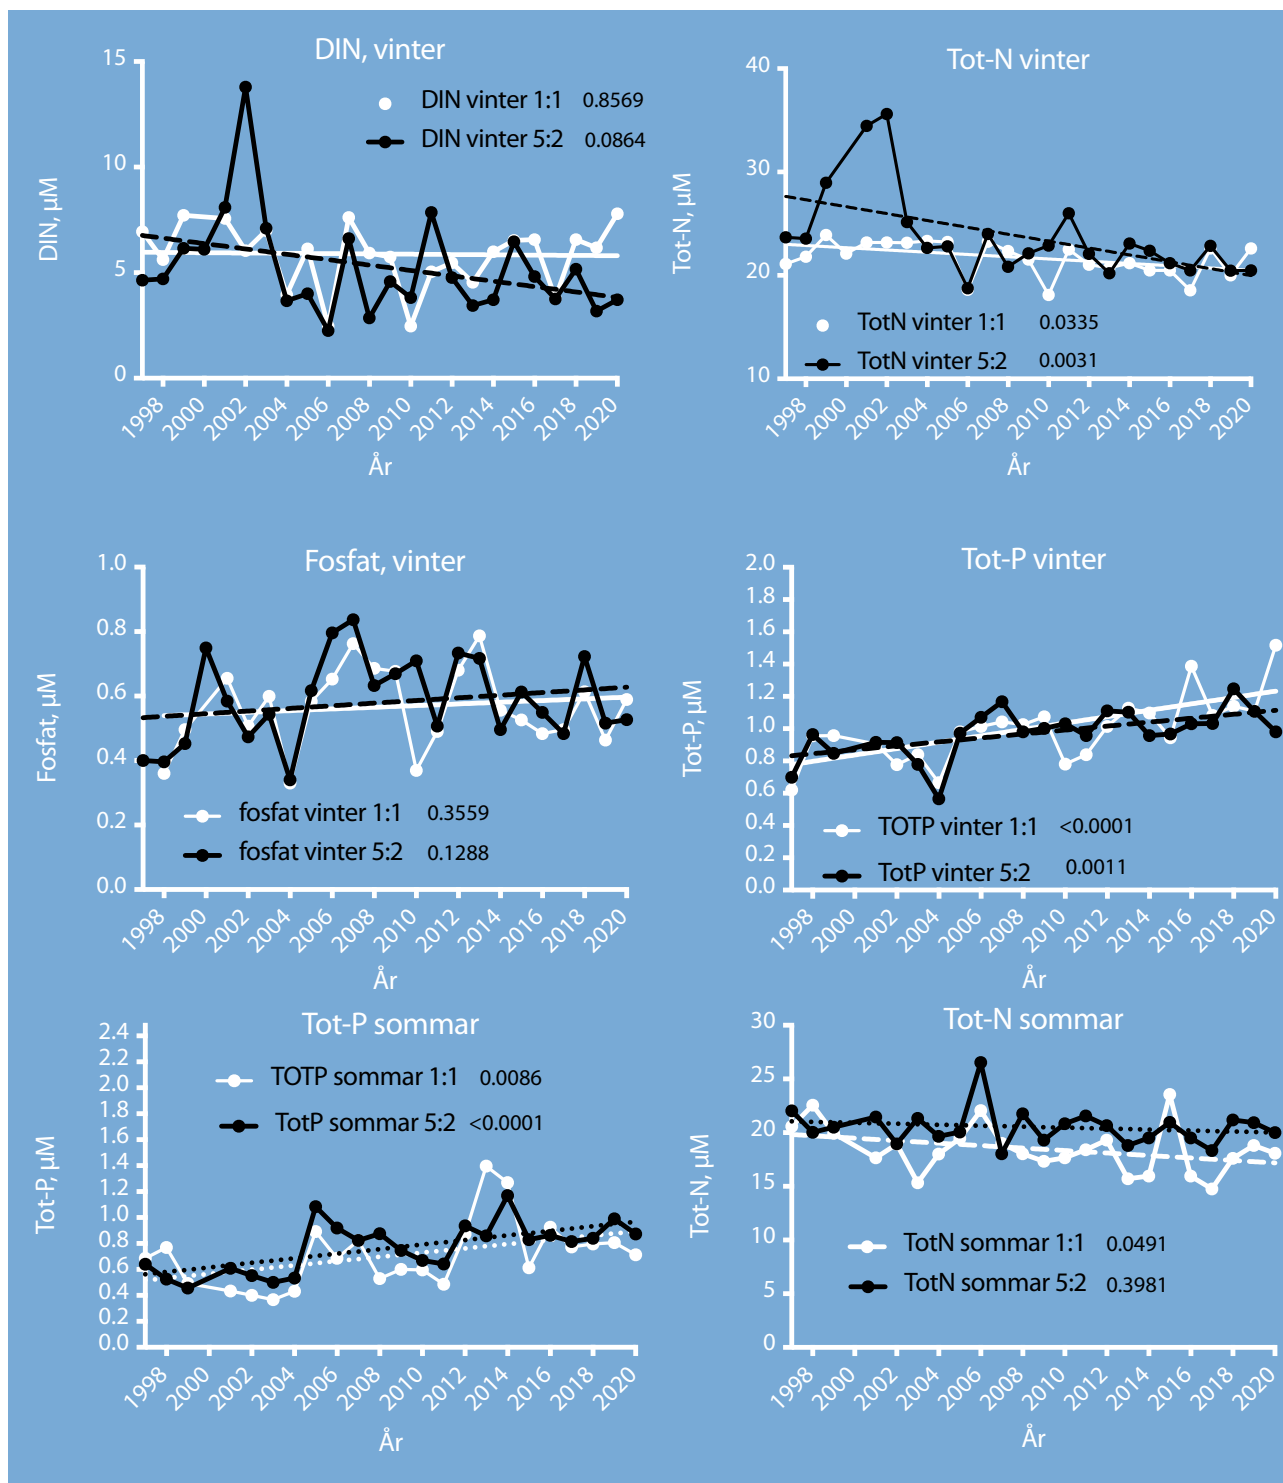 DIN, vinter
15
10
5
0
DIN, µM
DIN vinter 1:1 0.8569
DIN vinter 5:2 0.0864
1998 2000 2002 2004 2006 2008 2010 2012 2014 2016 2018 2020
År
Tot-N vinter
40
30
20
10
Tot-N, µM
TotN vinter 1:1 0.0335
TotN vinter 5:2 0.0031
1998 2000 2002 2004 2006 2008 2010 2012 2014 2016 2018 2020
År
Fosfat, vinter
1.0
0.8
0.6
0.4
0.2
0.0
Fosfat, µM
fosfat vinter 1:1 0.3559
fosfat vinter 5:2 0.1288
1998 2000 2002 2004 2006 2008 2010 2012 2014 2016 2018 2020
År
Tot-P vinter
2.0
1.8
1.6
1.4
1.2
1.0
0.8
0.6
0.4
0.2
0.0
Tot-P, µM
TOTP vinter 1:1 <0.0001
TotP vinter 5:2 0.0011
1998 2000 2002 2004 2006 2008 2010 2012 2014 2016 2018 2020
År
Tot-P sommar
2.4
2.2
2.0
1.8
1.6
1.4
1.2
1.0
0.8
0.6
0.4
0.2
0.0
Tot-P, µM
TOTP sommar 1:1 0.0086
TotP sommar 5:2 <0.0001
1998 2000 2002 2004 2006 2008 2010 2012 2014 2016 2018 2020
År
Tot-N sommar
30
25
20
15
10
5
0
Tot-N, µM
TotN sommar 1:1 0.0491
TotN sommar 5:2 0.3981
1998 2000 2002 2004 2006 2008 2010 2012 2014 2016 2018 2020
År